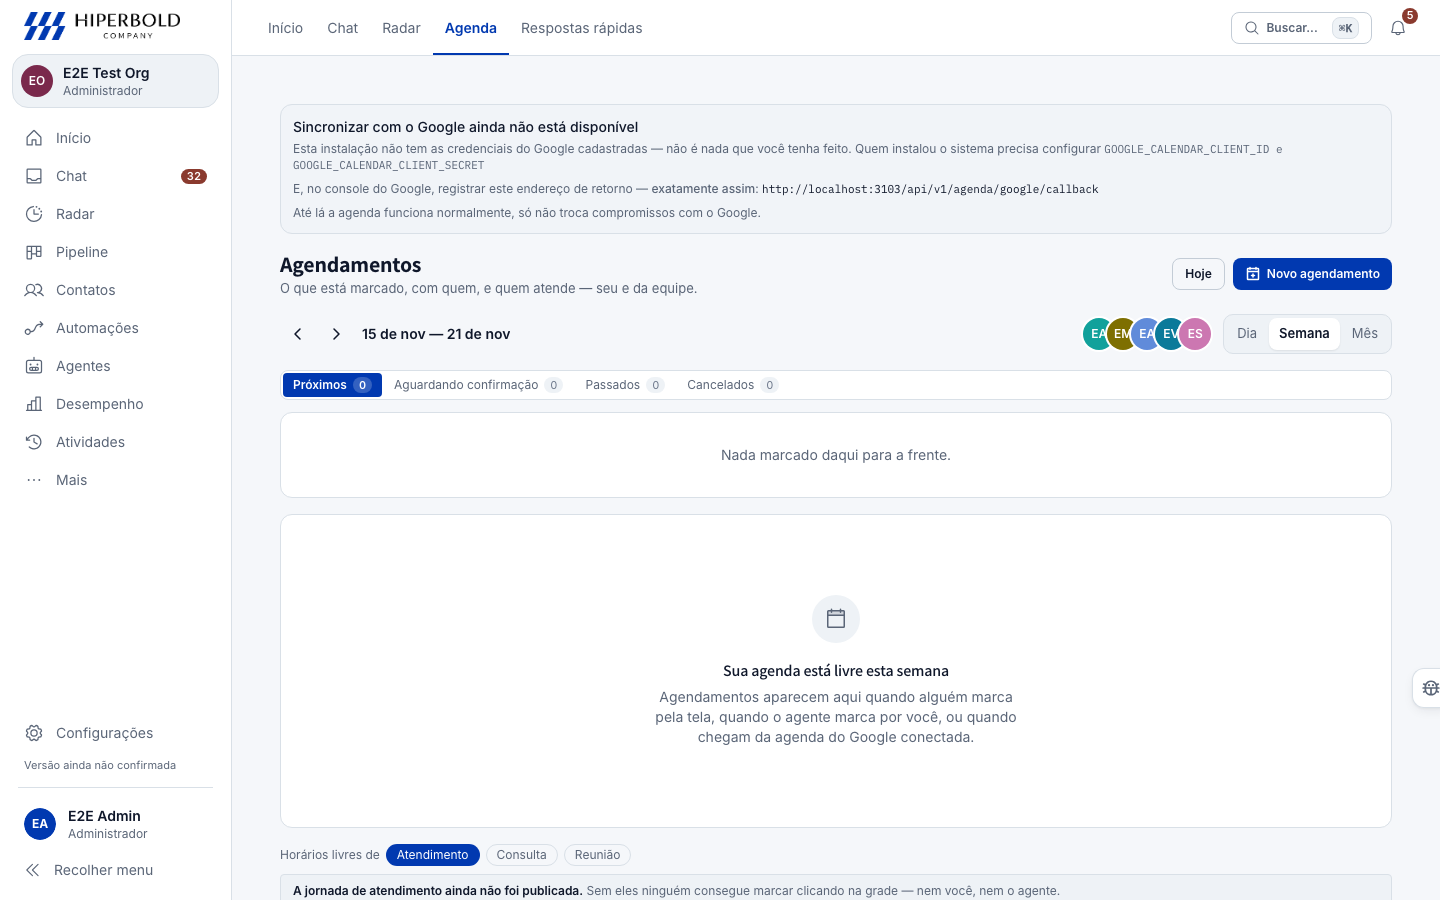 HIPERBOLD
COMPANY
EO
E2E Test Org
Administrador
Início
Chat
32
Radar
Pipeline
Contatos
Automações
Agentes
Desempenho
Atividades
Mais
Configurações
Versão ainda não confirmada
EA
E2E Admin
Administrador
Recolher menu
Início
Chat
Radar
Agenda
Respostas rápidas
Buscar...
⌘K
5
Sincronizar com o Google ainda não está disponível
Esta instalação não tem as credenciais do Google cadastradas — não é nada que você tenha feito. Quem instalou o sistema precisa configurar GOOGLE_CALENDAR_CLIENT_ID e
GOOGLE_CALENDAR_CLIENT_SECRET
E, no console do Google, registrar este endereço de retorno — exatamente assim: http://localhost:3103/api/v1/agenda/google/callback
Até lá a agenda funciona normalmente, só não troca compromissos com o Google.
Agendamentos
O que está marcado, com quem, e quem atende — seu e da equipe.
Hoje
Novo agendamento
15 de nov — 21 de nov
EA
EM
EA
EV
ES
Dia
Semana
Mês
Próximos 0
Aguardando confirmação 0
Passados 0
Cancelados 0
Nada marcado daqui para a frente.
Sua agenda está livre esta semana
Agendamentos aparecem aqui quando alguém marca
pela tela, quando o agente marca por você, ou quando
chegam da agenda do Google conectada.
Horários livres de
Atendimento
Consulta
Reunião
A jornada de atendimento ainda não foi publicada. Sem eles ninguém consegue marcar clicando na grade — nem você, nem o agente.